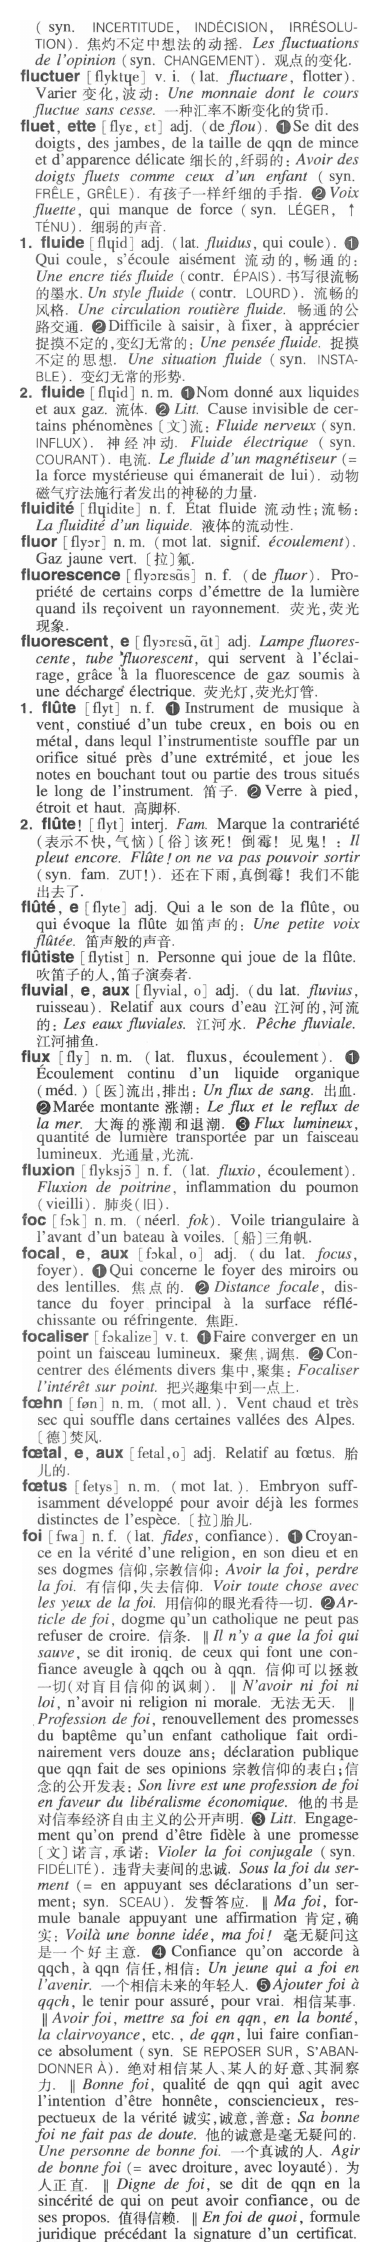 ( syn. INCERTITUDE, INDÉCISION, IRRÉSOLU-
TION). 焦灼不定中想法的动摇. Les fluctuations
de l'opinion (syn. CHANGEMENT). 观点的变化.
fluctuer [flyktɥe] v. i. (lat. fluctuare, flotter).
Varier 变化,波动: Une monnaie dont le cours
fluctue sans cesse. 一种汇率不断变化的货币.
fluet, ette [flyɛ, ɛt] adj. (de flou). ❶Se dit des
doigts, des jambes, de la taille de qqn de mince
et d'apparence délicate 细长的,纤弱的: Avoir des
doigts fluets comme ceux d'un enfant ( syn.
FRÊLE, GRÊLE). 有孩子一样纤细的手指. ❷Voix
fluette, qui manque de force (syn. LÉGER, ↑
TÉNU). 细弱的声音.
1. fluide [flɥid] adj. (lat. fluidus, qui coule). ❶
Qui coule, s'écoule aisément 流动的,畅通的:
Une encre tiés fluide (contr. ÉPAIS). 书写很流畅
的墨水. Un style fluide (contr. LOURD). 流畅的
风格. Une circulation routière fluide. 畅通的公
路交通. ❷Difficile à saisir, à fixer, à apprécier
捉摸不定的,变幻无常的: Une pensée fluide. 捉摸
不定的思想. Une situation fluide ( syn. INSTA-
BLE). 变幻无常的形势.
2. fluide [flɥid] n. m. ❶Nom donné aux liquides
et aux gaz. 流体. ❷ Litt. Cause invisible de cer-
tains phénomènes 〔文〕流: Fluide nerveux (syn.
INFLUX). 神经冲动. Fluide électrique ( syn.
COURANT). 电流. Le fluide d'un magnétiseur (=
la force mystérieuse qui émanerait de lui). 动物
磁气疗法施行者发出的神秘的力量.
fluidité [flɥidite] n. f. État fluide 流动性;流畅:
La fluidité d'un liquide. 液体的流动性.
fluor [flyɔr] n. m. (mot lat. signif. écoulement).
Gaz jaune vert. 〔拉〕氟.
fluorescence [flyɔrɛsɑ̃s] n. f. (de fluor). Pro-
priété de certains corps d'émettre de la lumière
quand ils reçoivent un rayonnement. 荧光,荧光
现象.
fluorescent, e [flyɔrɛsɑ̃, ɑ̃t] adj. Lampe fluores-
cente, tube fluorescent, qui servent à l'éclai-
rage, grâce à la fluorescence de gaz soumis à
une décharge électrique. 荧光灯,荧光灯管.
1. flûte [flyt] n. f. ❶ Instrument de musique à
vent, constiué d'un tube creux, en bois ou en
métal, dans lequl l'instrumentiste souffle par un
orifice situé près d'une extrémité, et joue les
notes en bouchant tout ou partie des trous situés
le long de l'instrument. 笛子. ❷Verre à pied,
étroit et haut. 高脚杯.
2. flûte! [flyt] interj. Fam. Marque la contrariété
(表示不快,气恼)〔俗〕该死! 倒霉! 见鬼! : Il
pleut encore. Flûte! on ne va pas pouvoir sortir
(syn. fam. ZUT!). 还在下雨,真倒霉! 我们不能
出去了.
flûté, e [flyte] adj. Qui a le son de la flûte, ou
qui évoque la flûte 如笛声的: Une petite voix
flûtée. 笛声般的声音.
flûtiste [flytist] n. Personne qui joue de la flûte.
吹笛子的人,笛子演奏者.
fluvial, e, aux [flyvial, o] adj. (du lat. fluvius,
ruisseau). Relatif aux cours d'eau 江河的,河流
的: Les eaux fluviales. 江河水. Pêche fluviale.
江河捕鱼.
flux [fly] n. m. ( lat. fluxus, écoulement). ❶
Écoulement continu d'un liquide organique
(méd.)〔医〕流出,排出: Un flux de sang. 出血.
❷Marée montante 涨潮: Le flux et le reflux de
la mer. 大海的涨潮和退潮. ❸ Flux lumineux,
quantité de lumière transportée par un faisceau
lumineux. 光通量,光流.
fluxion [flyksjɔ̃] n. f. (lat. fluxio, écoulement).
Fluxion de poitrine, inflammation du poumon
(vieilli). 肺炎(旧).
foc [fɔk] n. m. (néerl. fok). Voile triangulaire à
l'avant d'un bateau à voiles. 〔船〕三角帆.
focal, e, aux [fɔkal, o] adj. ( du lat. focus,
foyer). ❶Qui concerne le foyer des miroirs ou
des lentilles. 焦点的. ❷ Distance focale, dis-
tance du foyer principal à la surface réflé-
chissante ou réfringente. 焦距.
focaliser [fɔkalize] v. t. ❶Faire converger en un
point un faisceau lumineux. 聚焦,调焦. ❷Con-
centrer des éléments divers 集中,聚集: Focaliser
l'intérêt sur point. 把兴趣集中到一点上.
fœhn [føn] n. m. (mot all. ). Vent chaud et très
sec qui souffle dans certaines vallées des Alpes.
〔德〕焚风.
fœtal, e, aux [fetal,o] adj. Relatif au fœtus. 胎
儿的.
fœtus [fetys] n. m. (mot lat.). Embryon suff-
isamment développé pour avoir déjà les formes
distinctes de l'espèce. 〔拉〕胎儿.
foi [fwa] n. f. (lat. fides, confiance). ❶Croyan-
ce en la vérité d'une religion, en son dieu et en
ses dogmes 信仰,宗教信仰: Avoir la foi, perdre
la foi. 有信仰,失去信仰. Voir toute chose avec
les yeux de la foi. 用信仰的眼光看待一切. ❷Ar-
ticle de foi, dogme qu'un catholique ne peut pas
refuser de croire. 信条. ‖ Il n'y a que la foi qui
sauve, se dit ironiq. de ceux qui font une con-
fiance aveugle à qqch ou à qqn. 信仰可以拯救
一切(对盲目信仰的讽刺). ‖ N'avoir ni foi ni
loi, n'avoir ni religion ni morale. 无法无天. ‖
Profession de foi, renouvellement des promesses
du baptême qu'un enfant catholique fait ordi-
nairement vers douze ans; déclaration publique
que qqn fait de ses opinions 宗教信仰的表白;信
念的公开发表: Son livre est une profession de foi
en faveur du libéralisme économique. 他的书是
对信奉经济自由主义的公开声明. ❸ Litt. Engage-
ment qu'on prend d'être fidèle à une promesse
〔文〕诺言,承诺: Violer la foi conjugale (syn.
FIDÉLITÉ). 违背夫妻间的忠诚. Sous la foi du ser-
ment (= en appuyant ses déclarations d'un ser-
ment; syn. SCEAU). 发誓答应. ‖ Ma foi, for-
mule banale appuyant une affirmation 肯定,确
实: Voilà une bonne idée, ma foi! 毫无疑问这
是一个好主意. ❹ Confiance qu'on accorde à
qqch, à qqn 信任,相信: Un jeune qui a foi en
l'avenir. 一个相信未来的年轻人. ❺Ajouter foi à
qqch, le tenir pour assuré, pour vrai. 相信某事.
‖ Avoir foi, mettre sa foi en qqn, en la bonté,
la clairvoyance, etc. , de qqn, lui faire confian-
ce absolument (syn. SE REPOSER SUR, S'ABAN-
DONNER À). 绝对相信某人、某人的好意、其洞察
力. ‖ Bonne foi, qualité de qqn qui agit avec
l'intention d'être honnête, consciencieux, res-
pectueux de la vérité 诚实,诚意,善意: Sa bonne
foi ne fait pas de doute. 他的诚意是毫无疑问的.
Une personne de bonne foi. 一个真诚的人. Agir
de bonne foi (= avec droiture, avec loyauté). 为
人正直. ‖ Digne de foi, se dit de qqn en la
sincérité de qui on peut avoir confiance, ou de
ses propos. 值得信赖. ‖ En foi de quoi, formule
juridique précédant la signature d'un certificat.